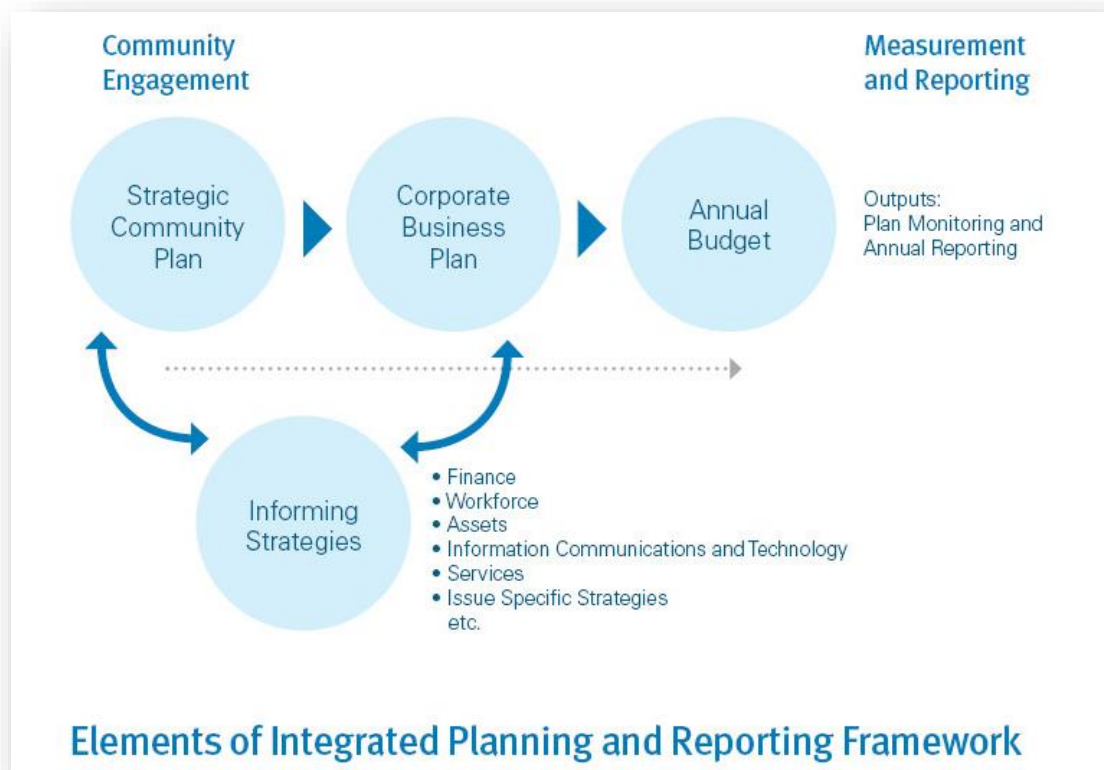 Community
Engagement
Measurement
and Reporting
Strategic
Community
Plan
Corporate
Business
Plan
Annual
Budget
Outputs:
Plan Monitoring and
Annual Reporting
Informing
Strategies
• Finance
• Workforce
• Assets
• Information Communications and Technology
• Services
• Issue Specific Strategies
etc.
Elements of Integrated Planning and Reporting Framework